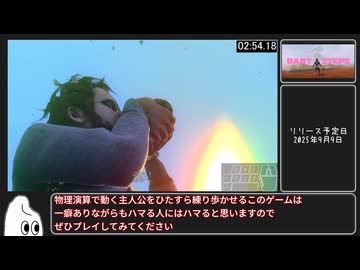 02:54.18
BABY STEPS
リリース予定日
2025年9月9日
物理演算で動く主人公をひたすら練り歩かせるこのゲームは
一癖ありながらもハマる人にはハマると思いますので
ぜひプレイしてみてください